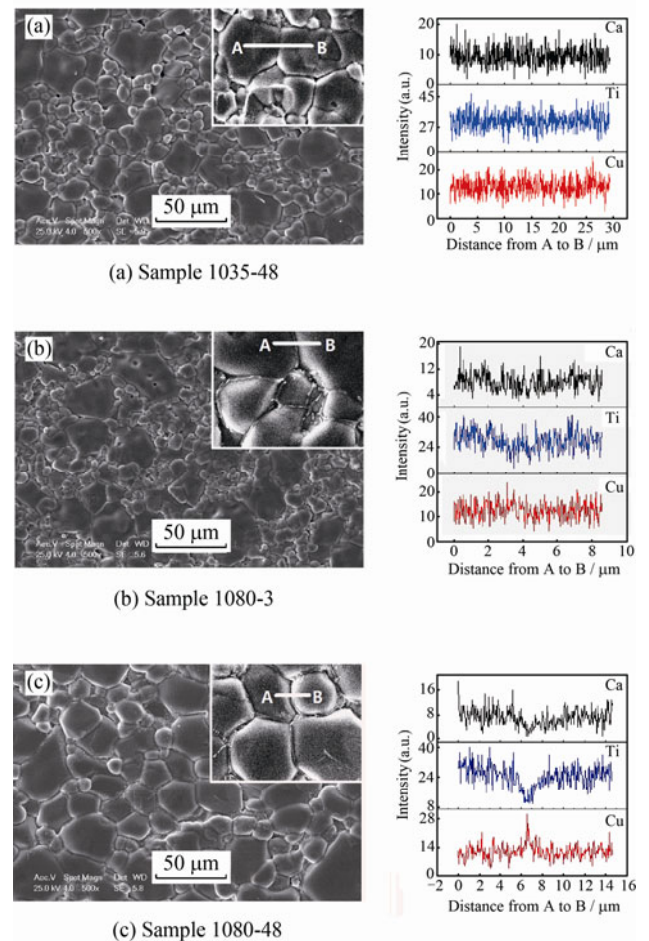 (a)
A B
Acc.V Spot Magn Det WD
25.0 kV 4.0 500x SE
50 μm
(a) Sample 1035-48
Intensity (a.u.)
20
10
0
Ca
45
27
9
Ti
20
10
0
Cu
0 5 10 15 20 25 30
Distance from A to B / μm
(b)
A B
Acc.V Spot Magn Det WD
25.0 kV 4.0 500x SE 5.6
50 μm
(b) Sample 1080-3
Intensity (a.u.)
20
12
4
Ca
40
24
0
Ti
20
10
0
Cu
0 2 4 6 8 10
Distance from A to B / μm
(c)
A B
Acc.V Spot Magn Det WD
25.0 kV 4.0 500x SE 5.8
50 μm
(c) Sample 1080-48
Intensity (a.u.)
16
8
0
Ca
40
24
8
Ti
28
14
0
Cu
−2 0 2 4 6 8 10 12 14 16
Distance from A to B / μm